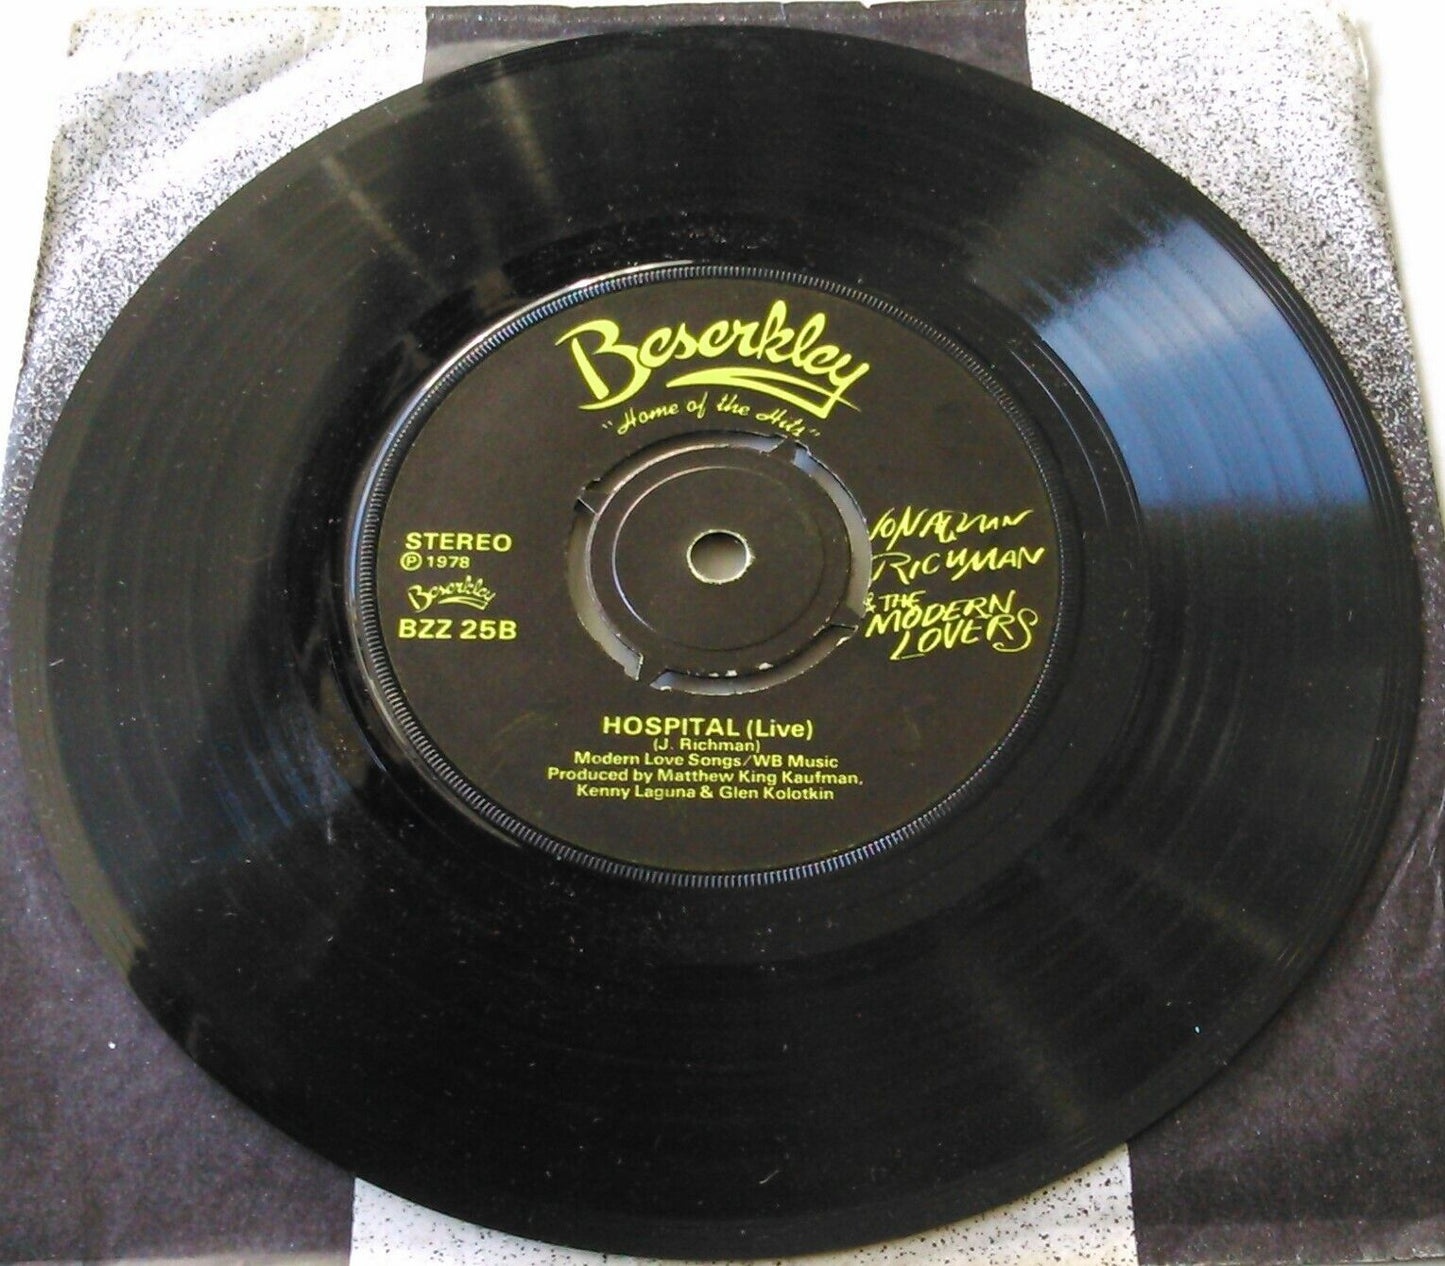 Beserkley
"Home of the Hits"
STEREO
℗ 1978
Beserkley
BZZ 25B
JONATHAN
RICHMAN
& THE
MODERN
LOVERS
HOSPITAL (Live)
(J. Richman)
Modern Love Songs/WB Music
Produced by Matthew King Kaufman,
Kenny Laguna & Glen Kolotkin